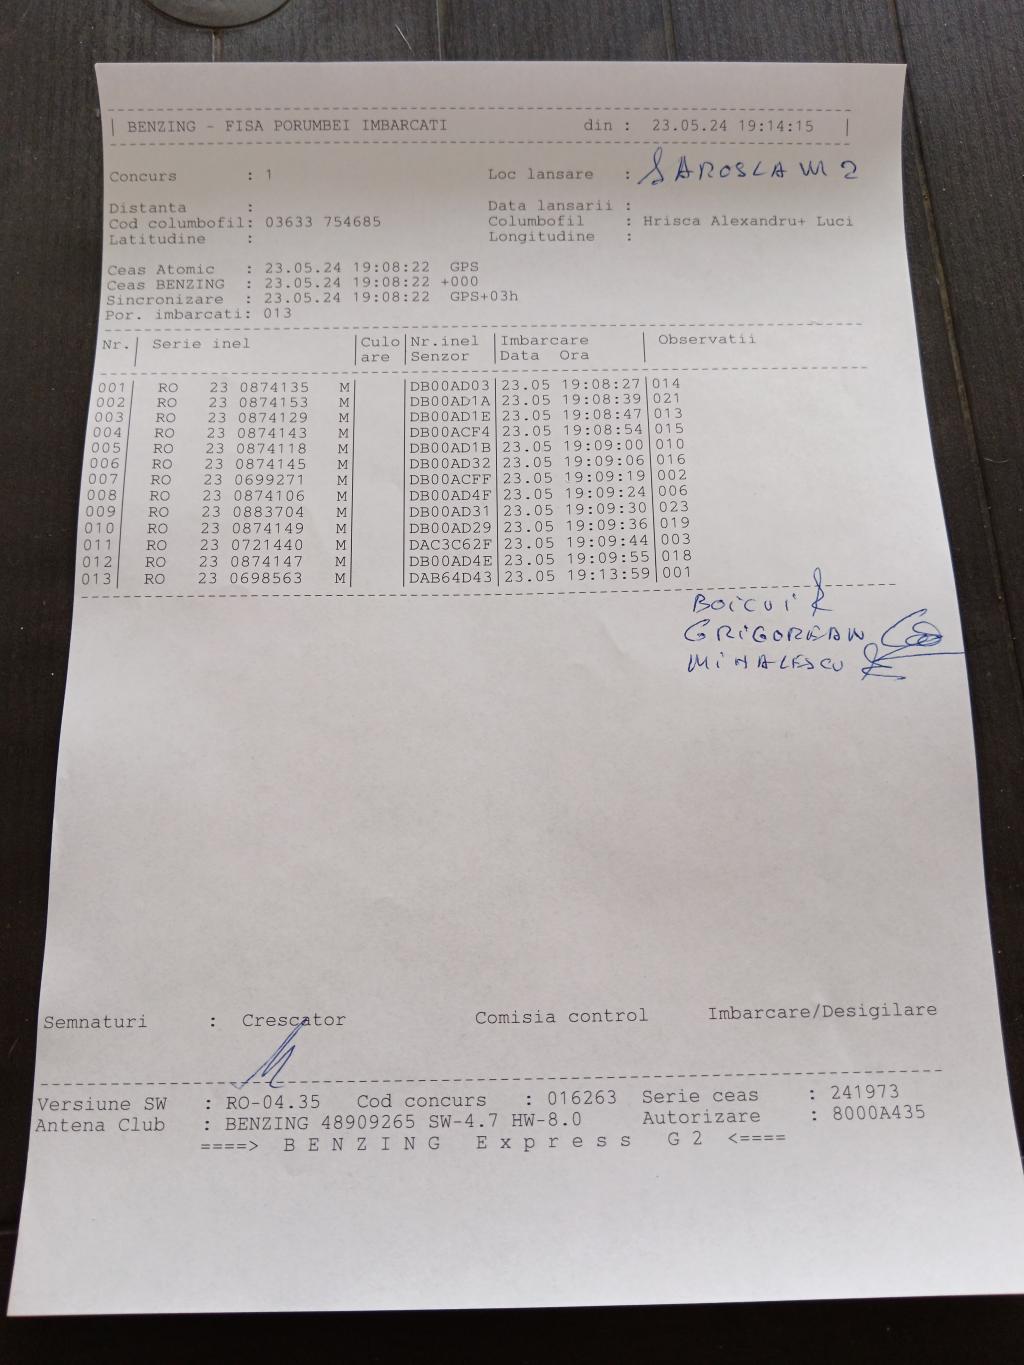 BENZING - FISA PORUMBEI IMBARCATI din : 23.05.24 19:14:15
Concurs : 1 Loc lansare : SAROSLAM 2
Distanta : Data lansarii :
Cod columbofil: 03633 754685 Columbofil : Hrisca Alexandru+ Luci
Latitudine : Longitudine :
Ceas Atomic : 23.05.24 19:08:22 GPS
Ceas BENZING : 23.05.24 19:08:22 +000
Sincronizare : 23.05.24 19:08:22 GPS+03h
Por. imbarcati: 013
Nr. Serie inel Culo Nr.inel Imbarcare Observatii
are Senzor Data Ora
001 RO 23 0874135 M DB00AD03 23.05 19:08:27 014
002 RO 23 0874153 M DB00AD1A 23.05 19:08:39 021
003 RO 23 0874129 M DB00AD1E 23.05 19:08:47 013
004 RO 23 0874143 M DB00ACF4 23.05 19:08:54 015
005 RO 23 0874118 M DB00AD1B 23.05 19:09:00 010
006 RO 23 0874145 M DB00AD32 23.05 19:09:06 016
007 RO 23 0699271 M DB00ACFF 23.05 19:09:19 002
008 RO 23 0874106 M DB00AD4F 23.05 19:09:24 006
009 RO 23 0883704 M DB00AD31 23.05 19:09:30 023
010 RO 23 0874149 M DB00AD29 23.05 19:09:36 019
011 RO 23 0721440 M DAC3C62F 23.05 19:09:44 003
012 RO 23 0874147 M DB00AD4E 23.05 19:09:55 018
013 RO 23 0698563 M DAB64D43 23.05 19:13:59 001
BOICUI
GRIGOREAN
MIHALESCU
Semnaturi : Crescator Comisia control Imbarcare/Desigilare
Versiune SW : RO-04.35 Cod concurs : 016263 Serie ceas : 241973
Antena Club : BENZING 48909265 SW-4.7 HW-8.0 Autorizare : 8000A435
====> B E N Z I N G E x p r e s s G 2 <====